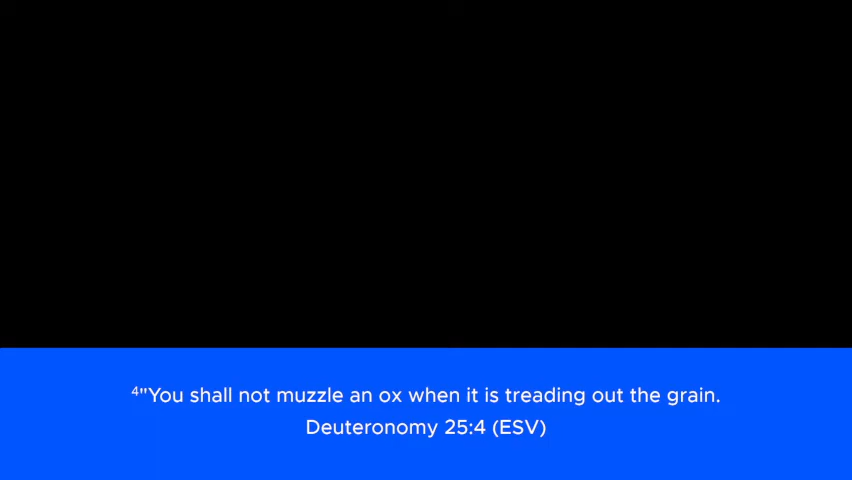 ⁴"You shall not muzzle an ox when it is treading out the grain.
Deuteronomy 25:4 (ESV)